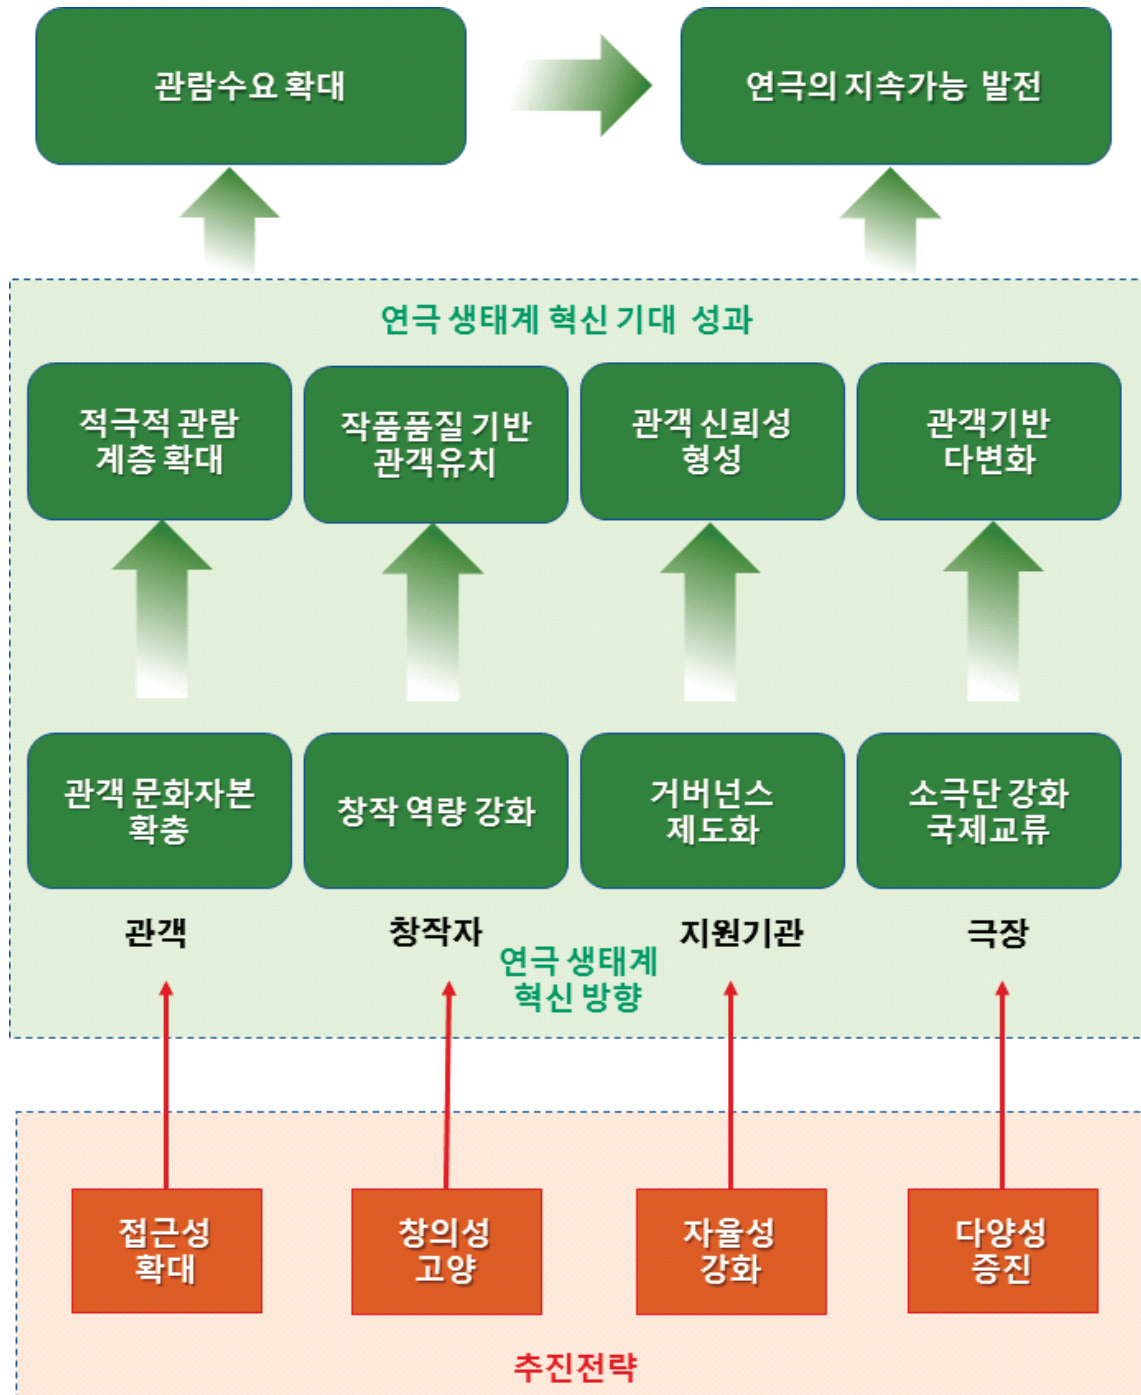 관람수요 확대
연극의 지속가능 발전
연극 생태계 혁신 기대 성과
적극적 관람
계층 확대
작품품질 기반
관객유치
관객 신뢰성
형성
관객기반
다변화
관객 문화자본
확충
창작 역량 강화
거버넌스
제도화
소극단 강화
국제교류
관객
창작자
지원기관
극장
연극 생태계
혁신 방향
접근성
확대
창의성
고양
자율성
강화
다양성
증진
추진전략